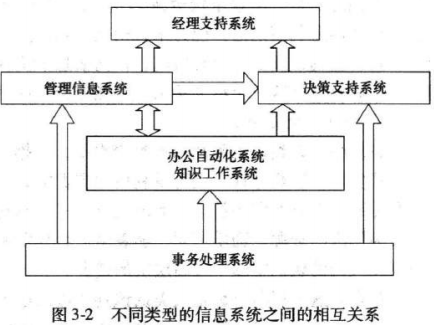 经理支持系统
管理信息系统
决策支持系统
办公自动化系统
知识工作系统
事务处理系统
图 3-2 不同类型的信息系统之间的相互关系